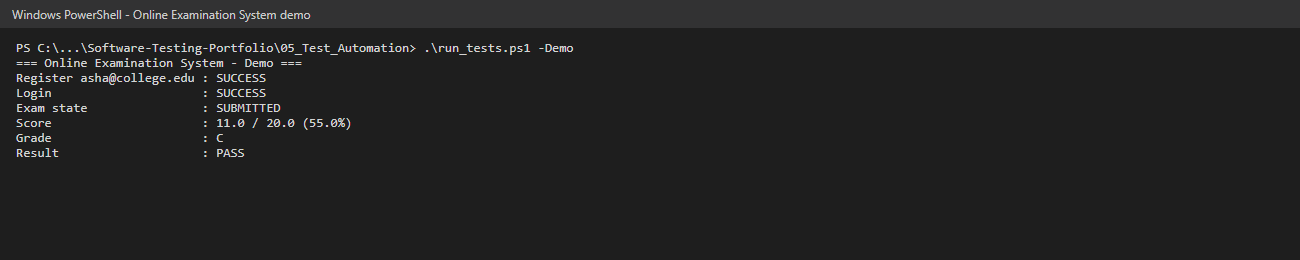 Windows PowerShell - Online Examination System demo
PS C:\...\Software-Testing-Portfolio\05_Test_Automation> .\run_tests.ps1 -Demo
=== Online Examination System - Demo ===
Register asha@college.edu : SUCCESS
Login                     : SUCCESS
Exam state                : SUBMITTED
Score                     : 11.0 / 20.0 (55.0%)
Grade                     : C
Result                    : PASS